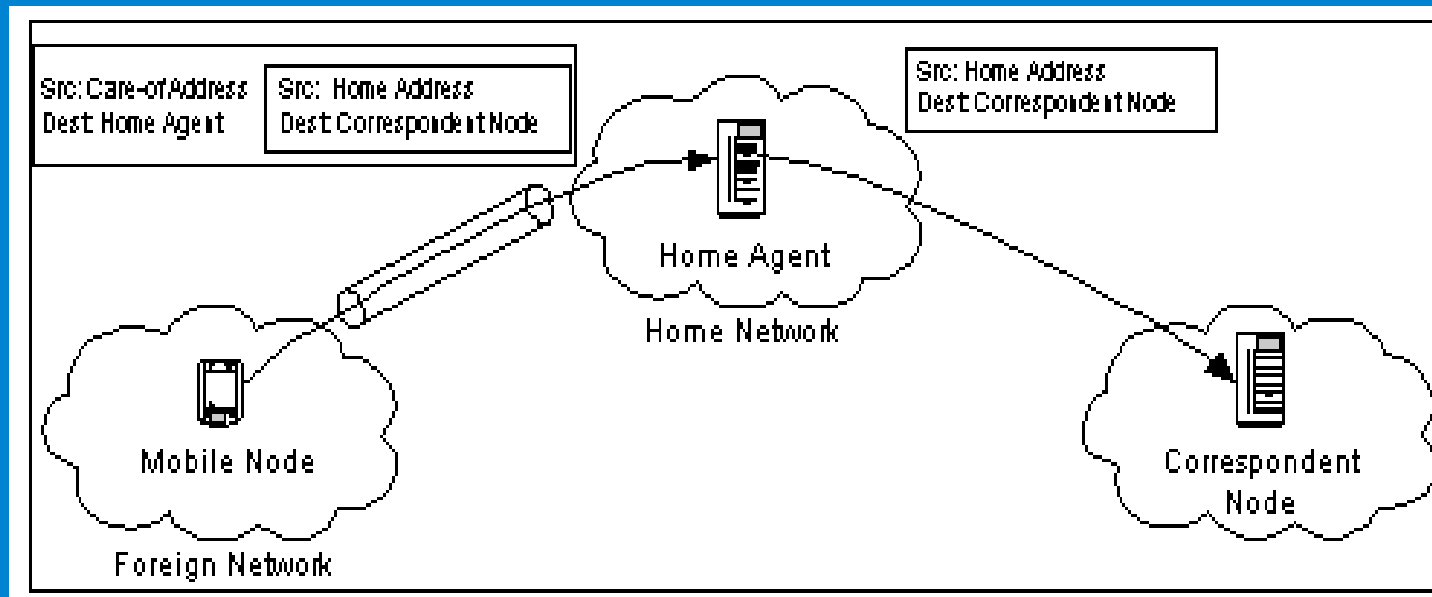 Src: Care-of Address
Dest: Home Agent
Src: Home Address
Dest: Correspondent Node
Src: Home Address
Dest: Correspondent Node
Home Agent
Home Network
Mobile Node
Foreign Network
Correspondent
Node